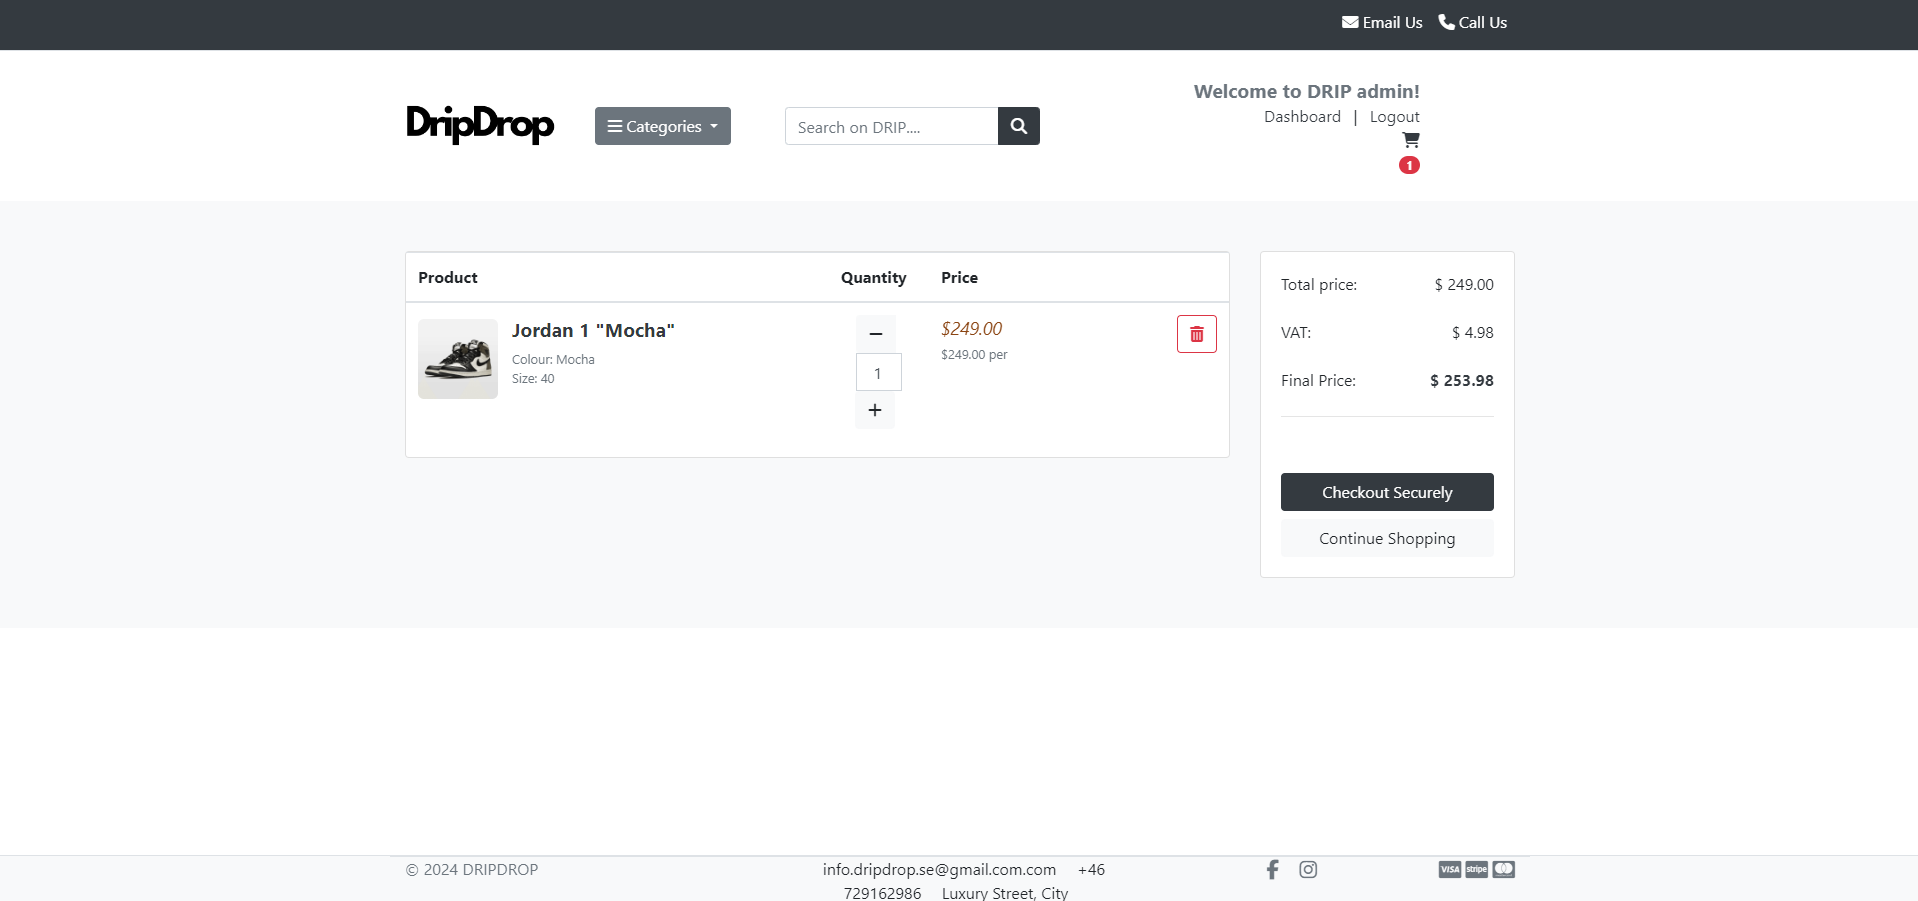 Email Us Call Us
DripDrop
Categories
Search on DRIP....
Welcome to DRIP admin!
Dashboard | Logout
1
Product Quantity Price
Jordan 1 "Mocha"
Colour: Mocha
Size: 40
1
$249.00
$249.00 per
Total price: $ 249.00
VAT: $ 4.98
Final Price: $ 253.98
Checkout Securely
Continue Shopping
© 2024 DRIPDROP
info.dripdrop.se@gmail.com.com +46
729162986 Luxury Street, City
VISA stripe